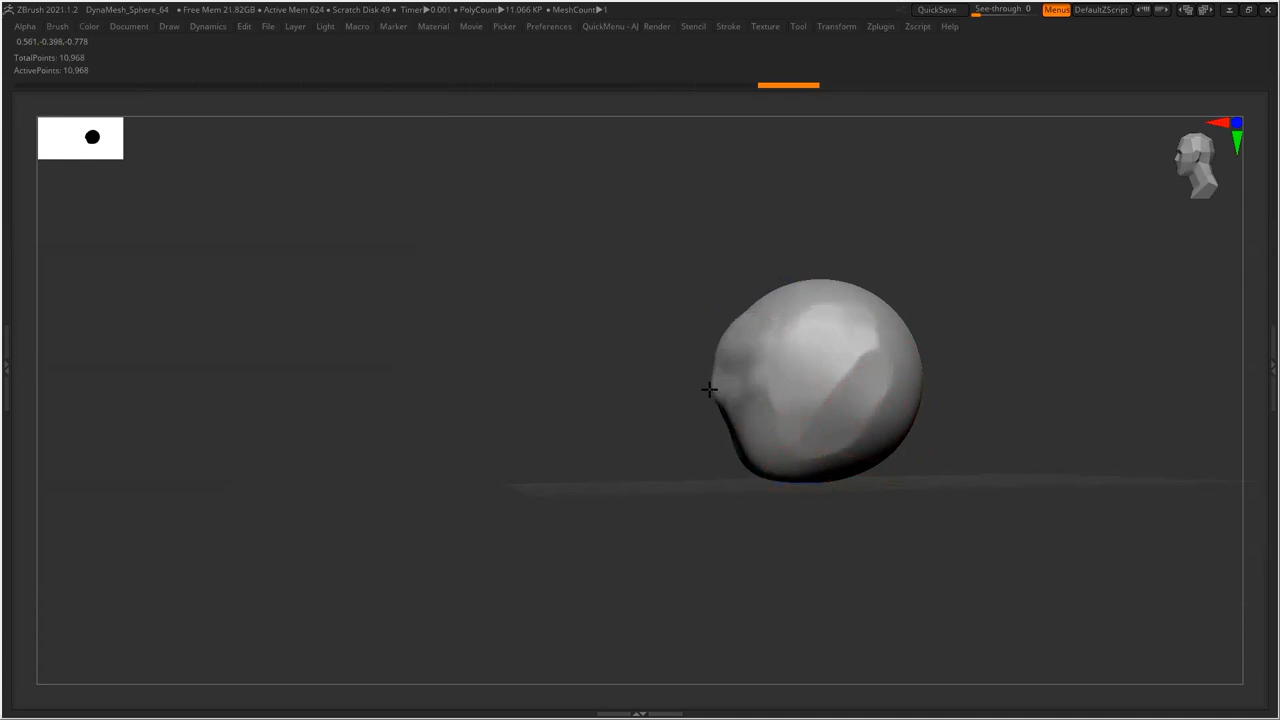 ZBrush 2021.1.2 DynaMesh_Sphere_64 • Free Mem 21.82GB • Active Mem 624 • Scratch Disk 49 • Timer▶0.001 • PolyCount▶11.066 KP • MeshCount▶1 QuickSave See-through 0 Menus DefaultZScript
Alpha Brush Color Document Draw Dynamics Edit File Layer Light Macro Marker Material Movie Picker Preferences QuickMenu - AJ Render Stencil Stroke Texture Tool Transform Zplugin Zscript Help
0.561,-0.398,-0.778
TotalPoints: 10,968
ActivePoints: 10,968